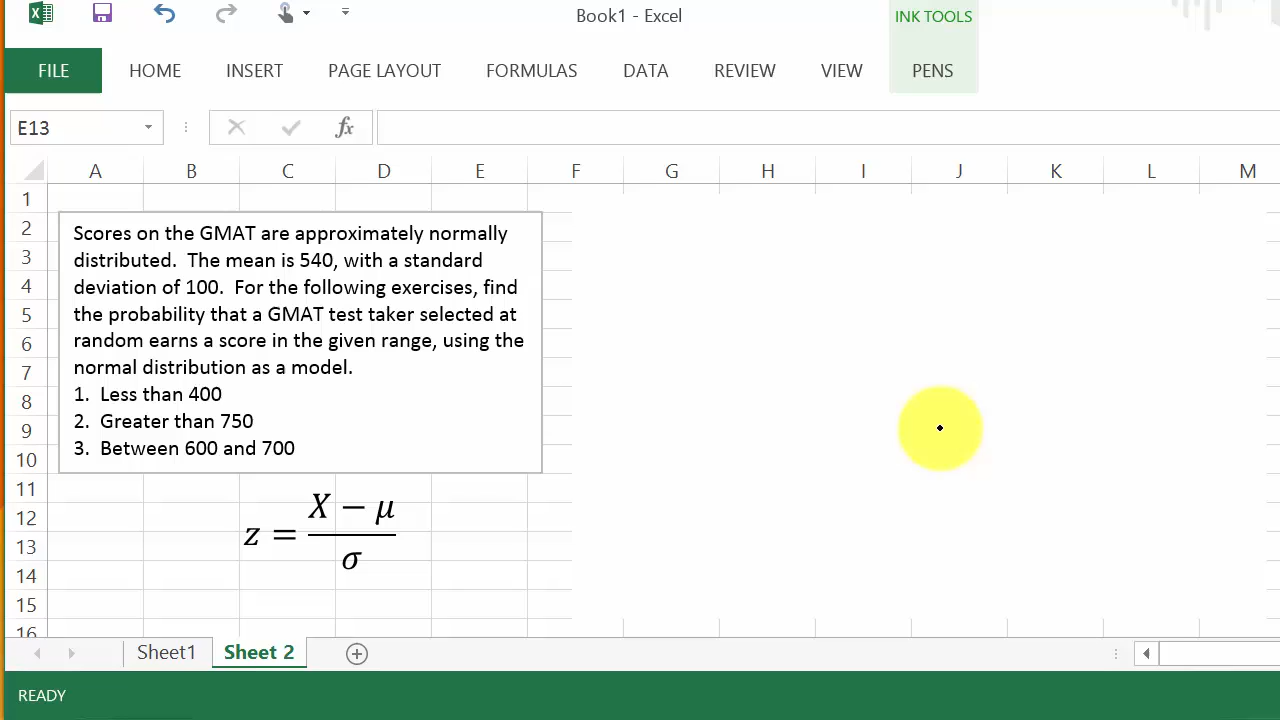 Book1 - Excel
INK TOOLS
FILE HOME INSERT PAGE LAYOUT FORMULAS DATA REVIEW VIEW PENS
E13 fx
A B C D E F G H I J K L M
1
2
3
4
5
6
7
8
9
10
11
12
13
14
15
16
Scores on the GMAT are approximately normally
distributed. The mean is 540, with a standard
deviation of 100. For the following exercises, find
the probability that a GMAT test taker selected at
random earns a score in the given range, using the
normal distribution as a model.
1. Less than 400
2. Greater than 750
3. Between 600 and 700
z = (X − μ) / σ
Sheet1 Sheet 2
READY